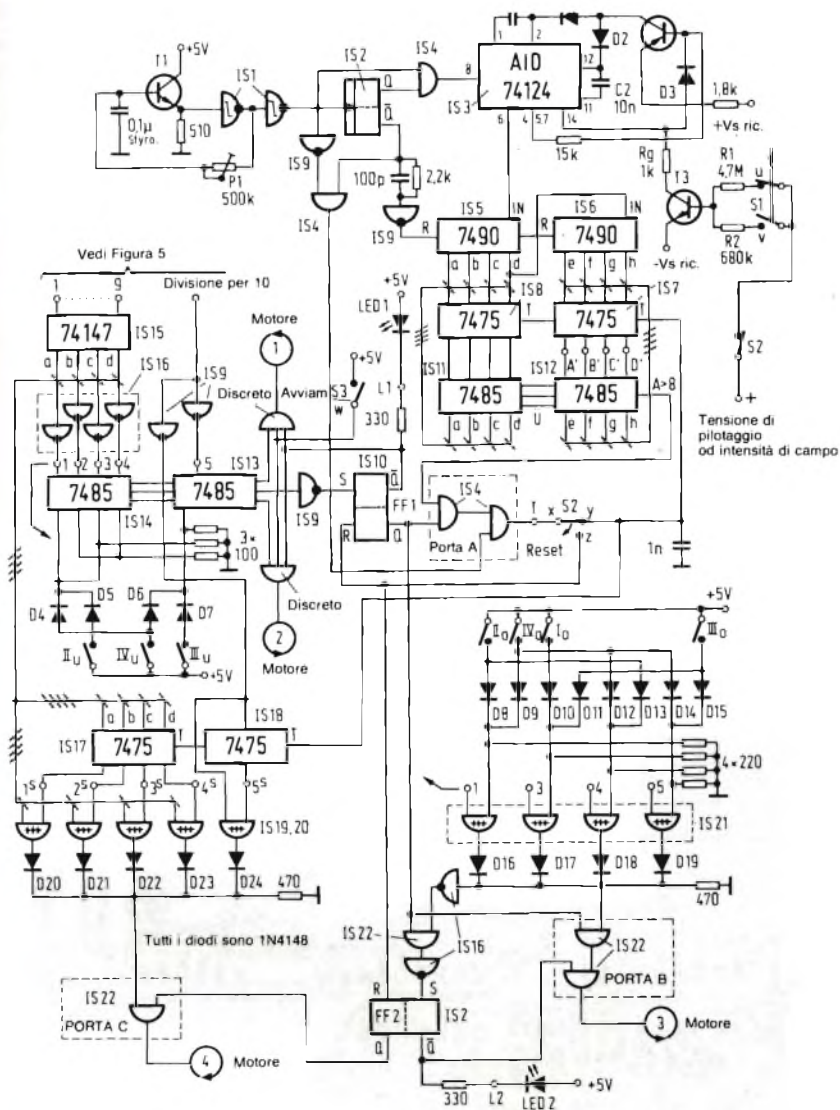 T1
+5V
0,1µ
Styro.
510
IS1
P1
500k
IS2
Q
Q̄
IS4
8
1
2
A1D
74124
IS3
12
11
6
4
5,7
14
D2
C2
10n
D3
1,8k
+Vs ric.
15k
Rg
1k
T3
-Vs ric.
R1
4,7M
R2
680k
u
S1
v
S2
+
Tensione di
pilotaggio
od intensità di campo
IS9
IS4
100p
2,2k
IS9
R
IS5
IN
7490
a b c d
R
IS6
IN
7490
e f g h
IS8
7475
T
IS7
7475
T
IS11
7485
a b c d
U
IS12
A' B' C' D'
7485
e f g h
A>8
Vedi Figura 5
1 9
Divisione per 10
74147
IS15
a b c d
IS16
IS9
1 2 3 4
5
7485
IS14
IS13
7485
3×
100
D4
D5
D6
D7
IIu
IVu
IIIu
+5V
Motore
1
Discreto
Avviam
S3
w
+5V
+5V
LED1
L1
330
IS9
S
IS10
Q̄
FF1
R
Q
Discreto
2
Motore
IS4
Porta A
T
x
S2
y
z
Reset
1n
a b c d
IS17
7475
T
IS18
7475
T
1S
2S
3S
4S
5S
IS19,20
D20
D21
D22
D23
D24
470
Tutti i diodi sono 1N4148
+5V
IIo
IVo
Io
IIIo
D8
D9
D10
D11
D12
D13
D14
D15
4×220
1
3
4
5
IS21
D16
D17
D18
D19
470
IS22
IS16
R
S
FF2
IS2
Q
Q̄
IS22
PORTA B
3
Motore
IS22
PORTA C
4
Motore
330
L2
LED2
+5V